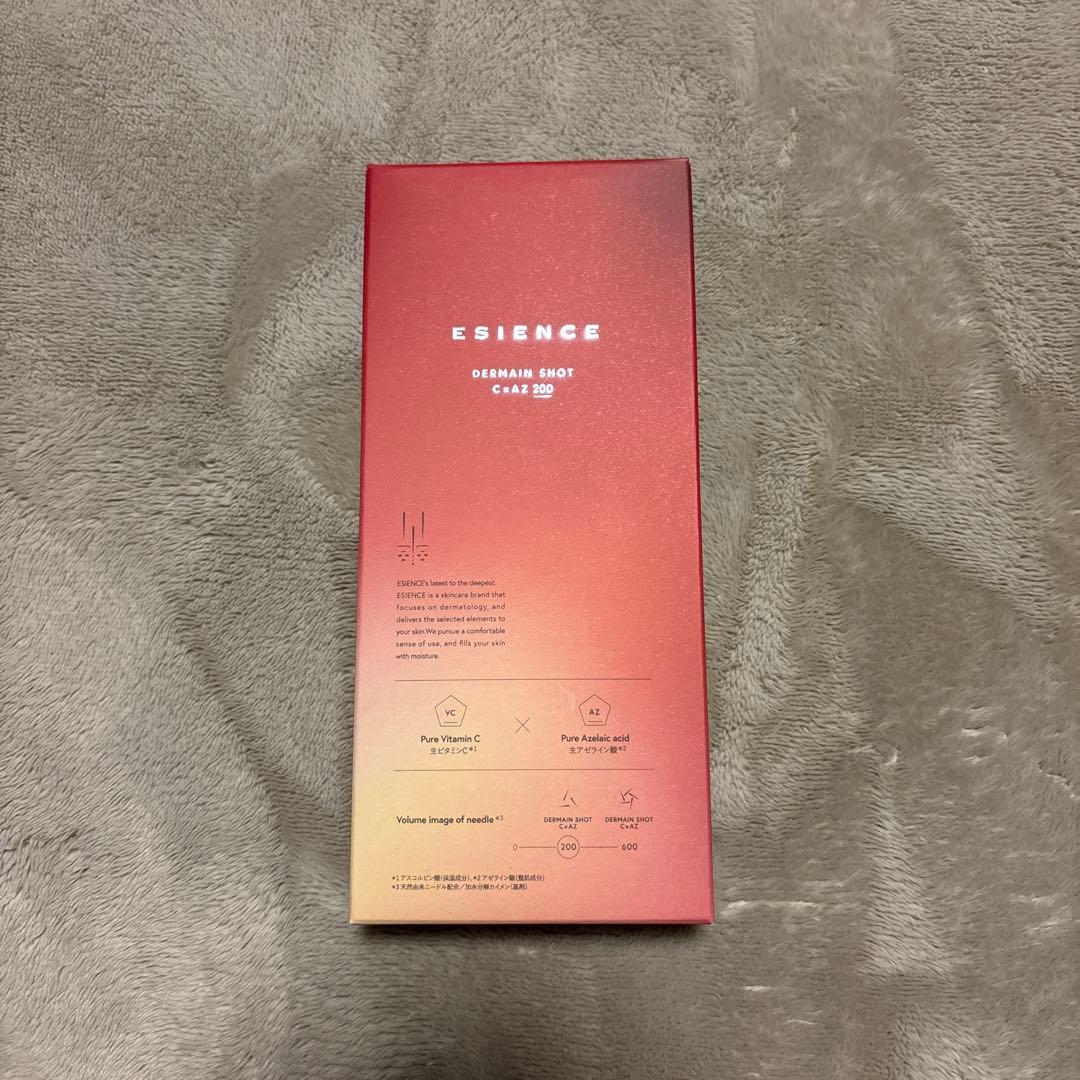 ESIENCE
DERMAIN SHOT
C×AZ 200
ESIENCE's latest to the deepest.
ESIENCE is a skincare brand that
focuses on dermatology, and
delivers the selected elements to
your skin.We pursue a comfortable
sense of use, and fills your skin
with moisture.
VC
AZ
Pure Vitamin C
生ビタミンC*1
×
Pure Azelaic acid
生アゼライン酸*2
Volume image of needle*3
DERMAIN SHOT
C×AZ
DERMAIN SHOT
C×AZ
0 200 600
*1 アスコルビン酸(保湿成分)、*2 アゼライン酸(整肌成分)
*3 天然由来ニードル配合/加水分解カイメン(基剤)